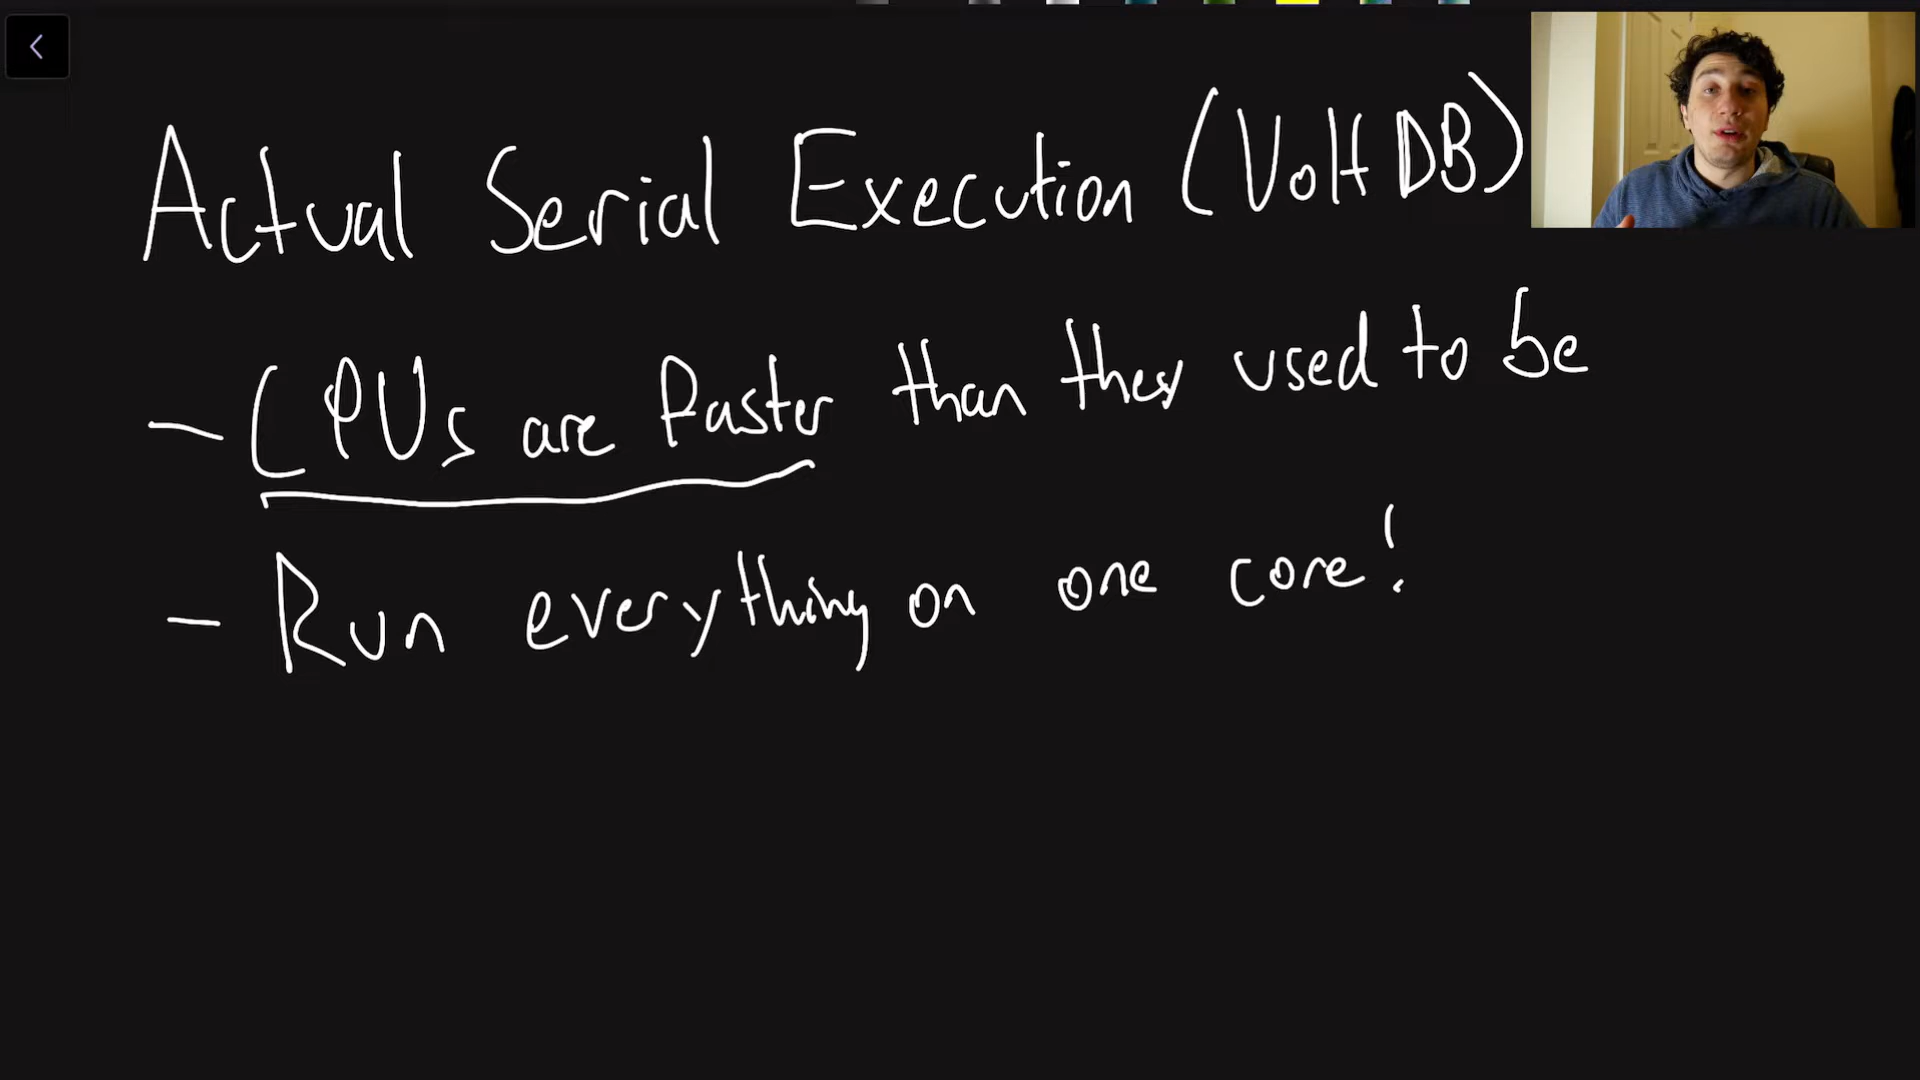 Actual Serial Execution (VoltDB)
- CPUs are faster than they used to be
- Run everything on one core!